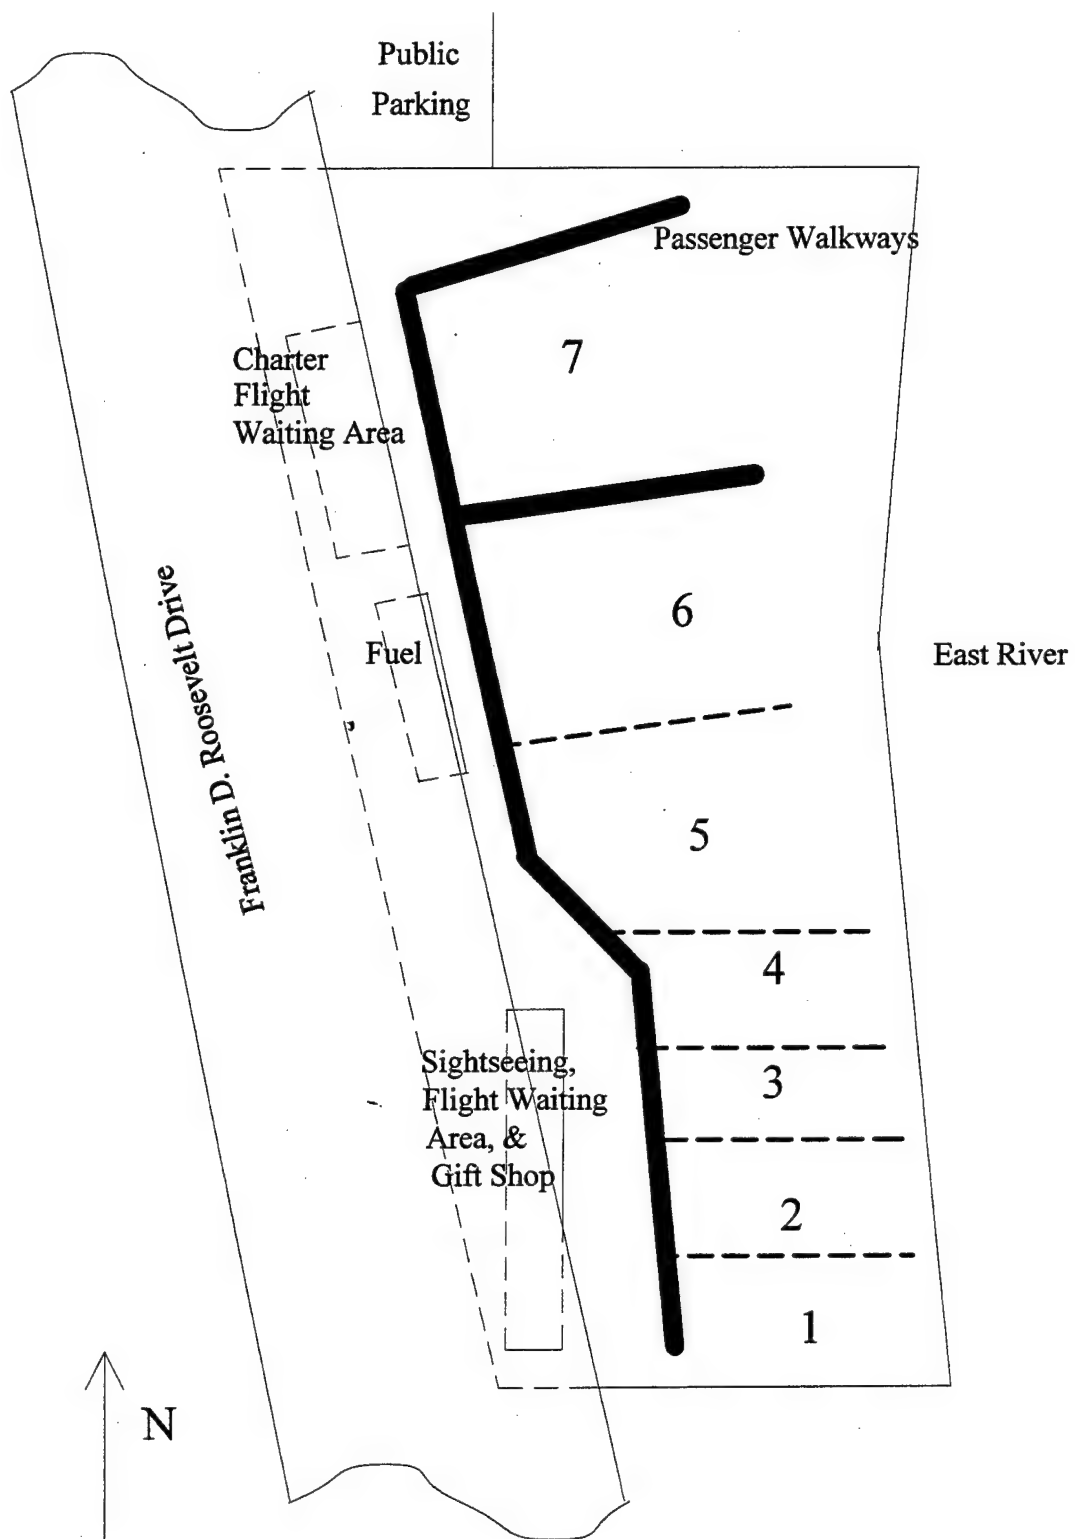 Public
Parking
Passenger Walkways
7
Charter
Flight
Waiting Area
6
Fuel
East River
Franklin D. Roosevelt Drive
5
4
Sightseeing,
Flight Waiting
Area, &
Gift Shop
3
2
1
N